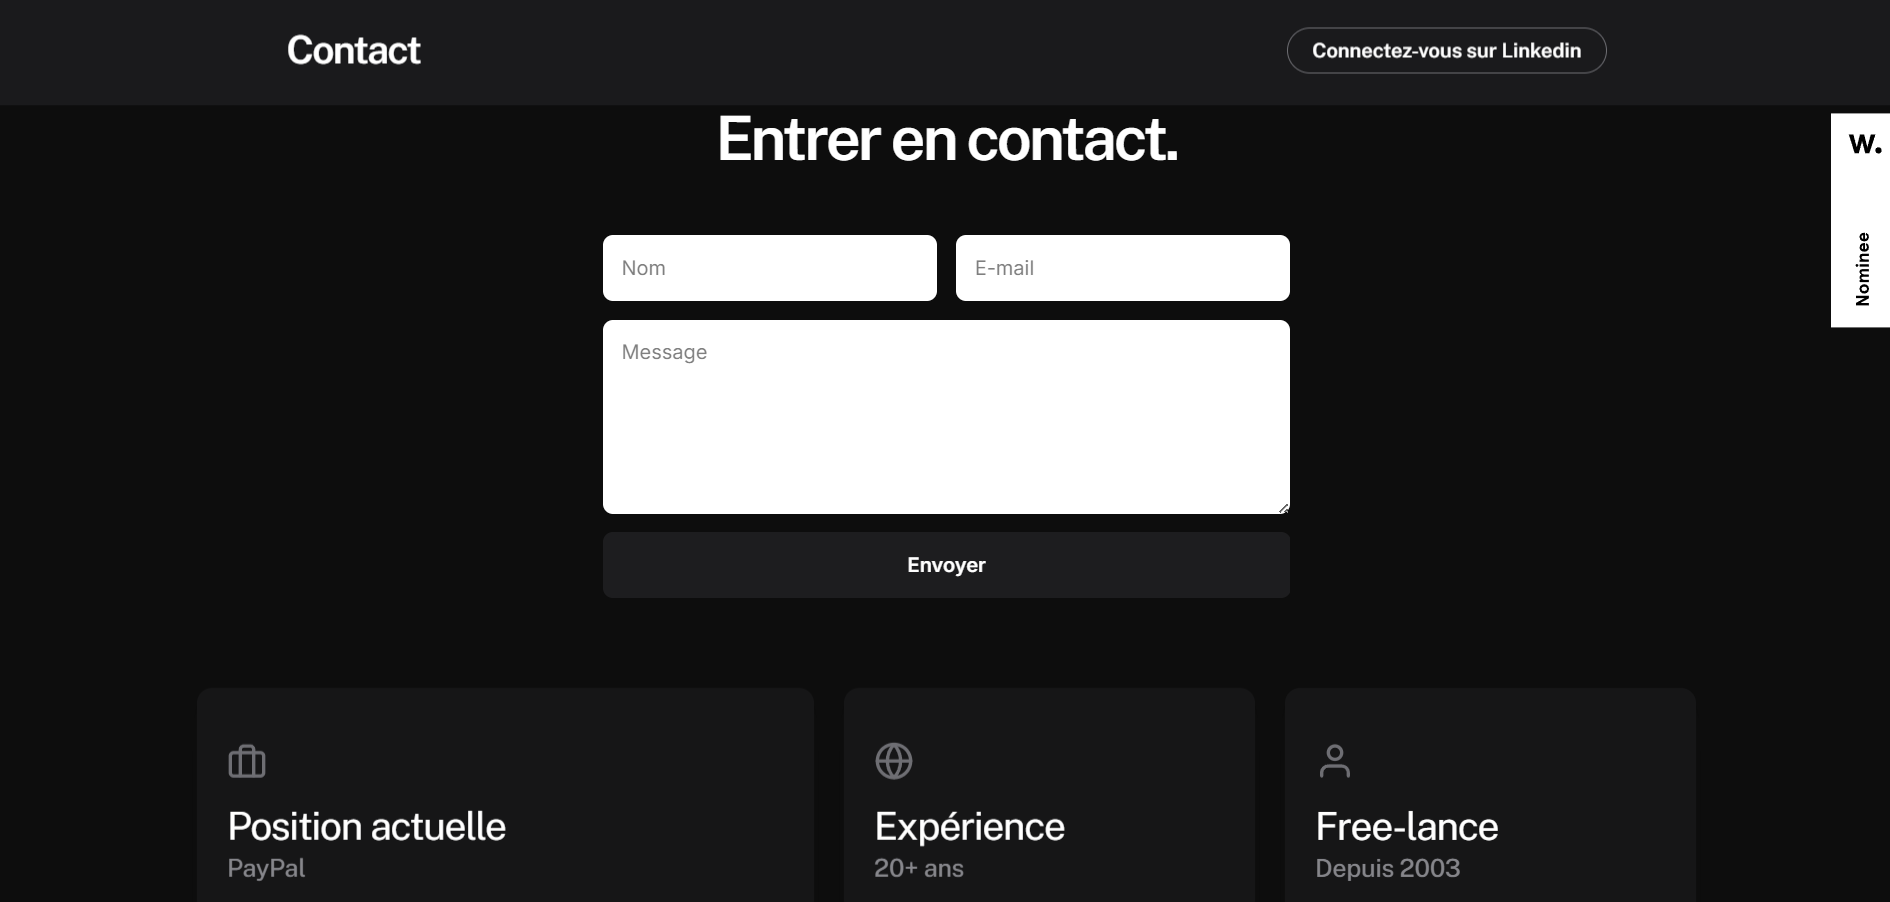 Contact
Connectez-vous sur Linkedin
Entrer en contact.
W.
Nominee
Nom
E-mail
Message
Envoyer
Position actuelle
PayPal
Expérience
20+ ans
Free-lance
Depuis 2003